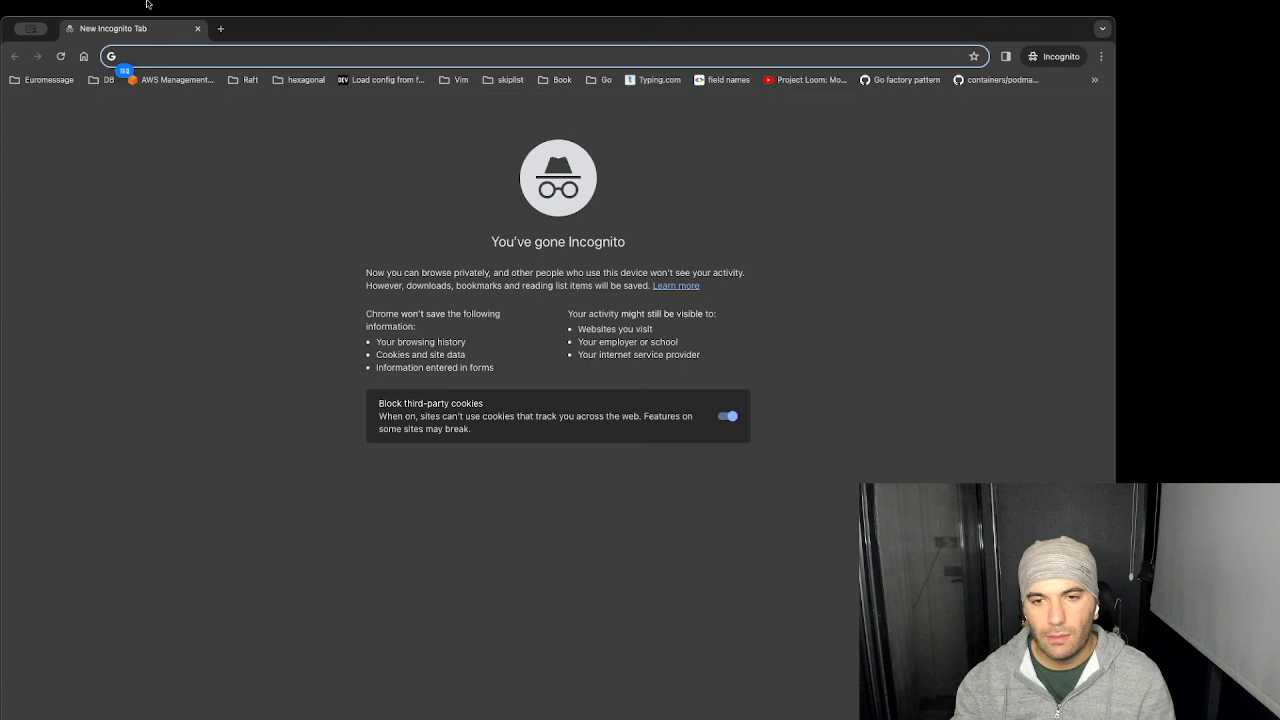 New Incognito Tab
Incognito
Euromessage
DB
AWS Management...
Raft
hexagonal
DEV
Load config from f...
Vim
skiplist
Book
Go
t
Typing.com
field names
Project Loom: Mo...
Go factory pattern
containers/podma...
You've gone Incognito
Now you can browse privately, and other people who use this device won't see your activity.
However, downloads, bookmarks and reading list items will be saved. Learn more
Chrome won't save the following
information:
Your browsing history
Cookies and site data
Information entered in forms
Your activity might still be visible to:
Websites you visit
Your employer or school
Your internet service provider
Block third-party cookies
When on, sites can't use cookies that track you across the web. Features on
some sites may break.